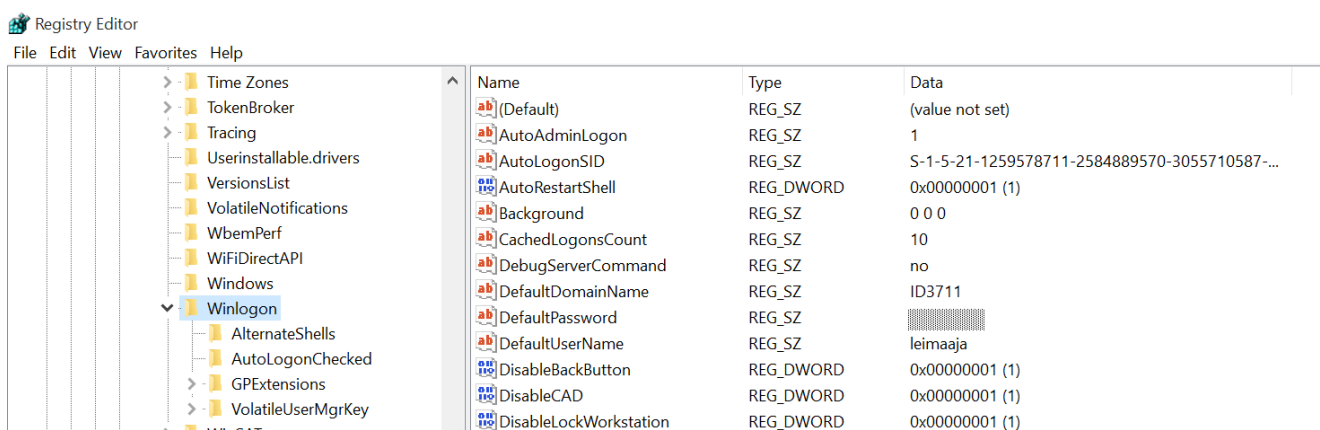 Registry Editor
File Edit View Favorites Help
Time Zones
TokenBroker
Tracing
Userinstallable.drivers
VersionsList
VolatileNotifications
WbemPerf
WiFiDirectAPI
Windows
Winlogon
AlternateShells
AutoLogonChecked
GPExtensions
VolatileUserMgrKey
Name Type Data
(Default) REG_SZ (value not set)
AutoAdminLogon REG_SZ 1
AutoLogonSID REG_SZ S-1-5-21-1259578711-2584889570-3055710587-...
AutoRestartShell REG_DWORD 0x00000001 (1)
Background REG_SZ 0 0 0
CachedLogonsCount REG_SZ 10
DebugServerCommand REG_SZ no
DefaultDomainName REG_SZ ID3711
DefaultPassword REG_SZ
DefaultUserName REG_SZ leimaaja
DisableBackButton REG_DWORD 0x00000001 (1)
DisableCAD REG_DWORD 0x00000001 (1)
DisableLockWorkstation REG_DWORD 0x00000001 (1)